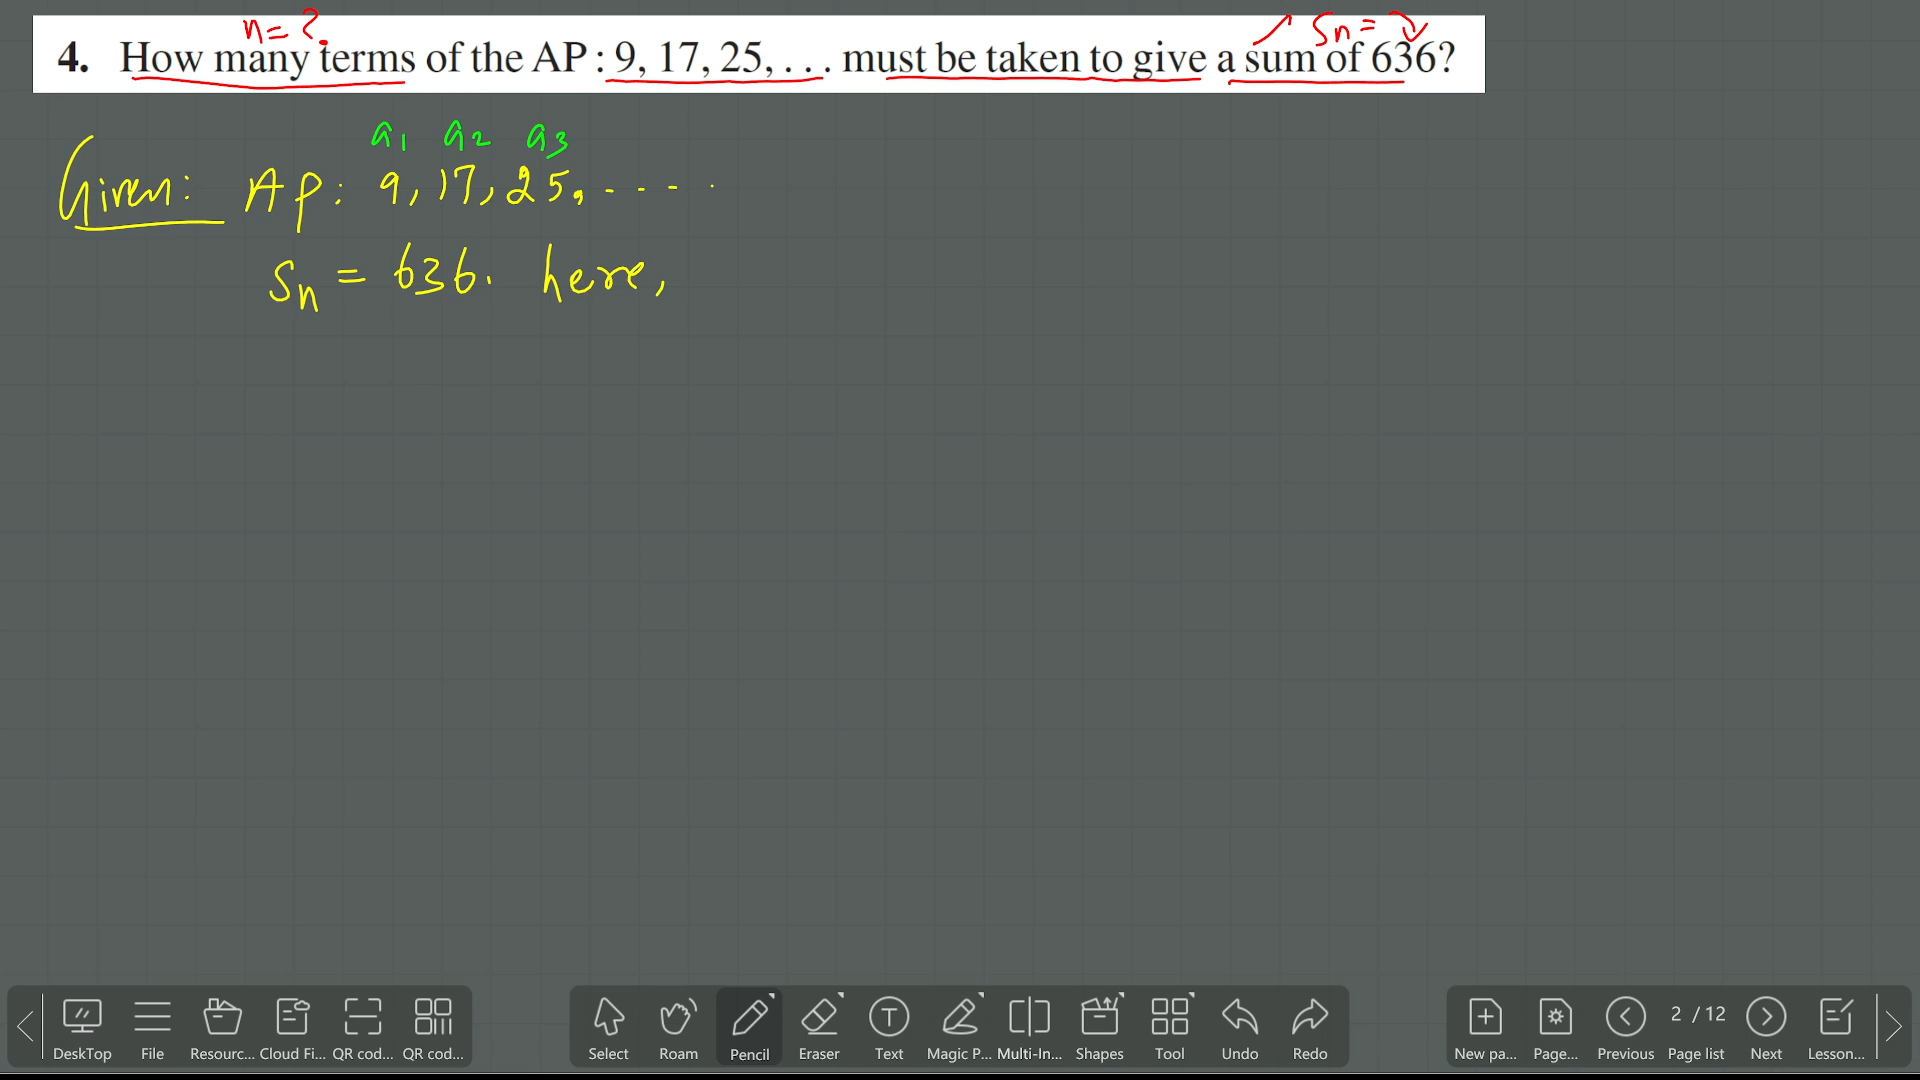 n = ? Sn =
4. How many terms of the AP : 9, 17, 25, . . . must be taken to give a sum of 636?
a1 a2 a3
Given: AP: 9, 17, 25, - - - - .
Sn = 636. here,
2 / 12
DeskTop File Resourc... Cloud Fi... QR cod... QR cod... Select Roam Pencil Eraser Text Magic P... Multi-In... Shapes Tool Undo Redo New pa... Page... Previous Page list Next Lesson...